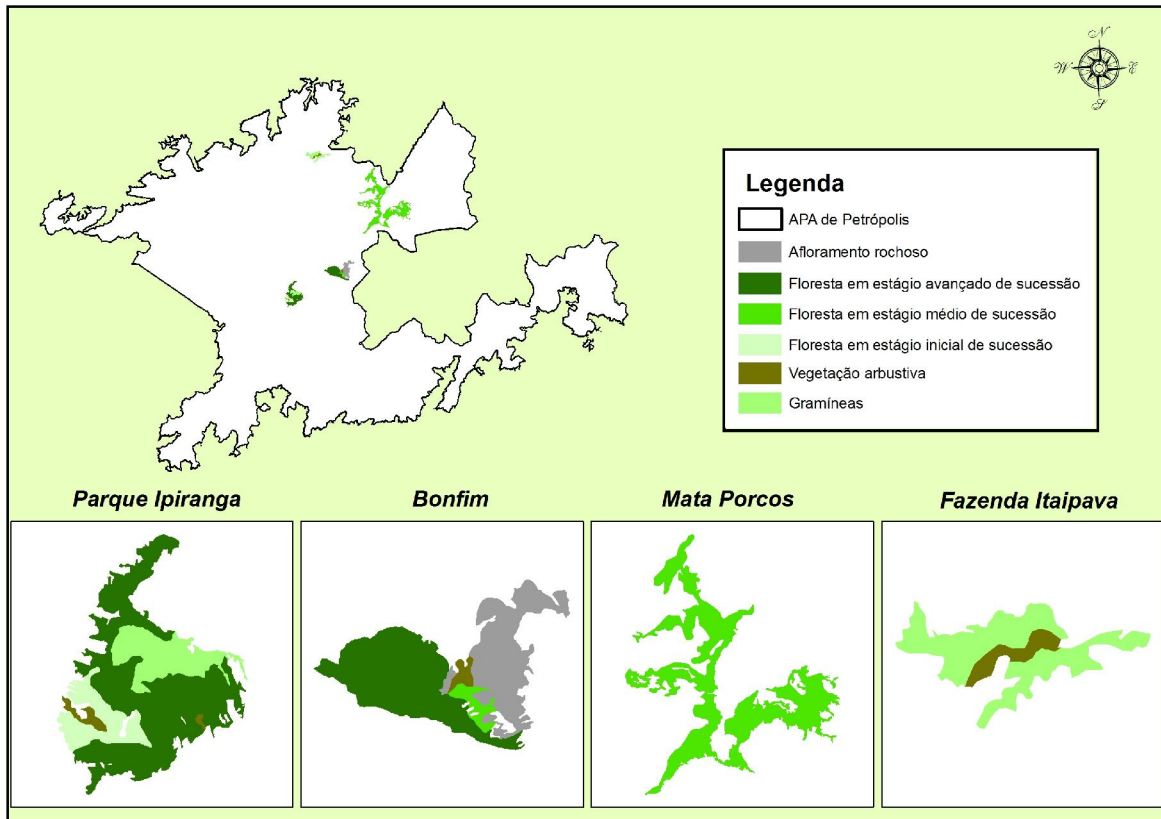 N
W E
S
Legenda
APA de Petrópolis
Afloramento rochoso
Floresta em estágio avançado de sucessão
Floresta em estágio médio de sucessão
Floresta em estágio inicial de sucessão
Vegetação arbustiva
Gramíneas
Parque Ipiranga
Bonfim
Mata Porcos
Fazenda Itaipava